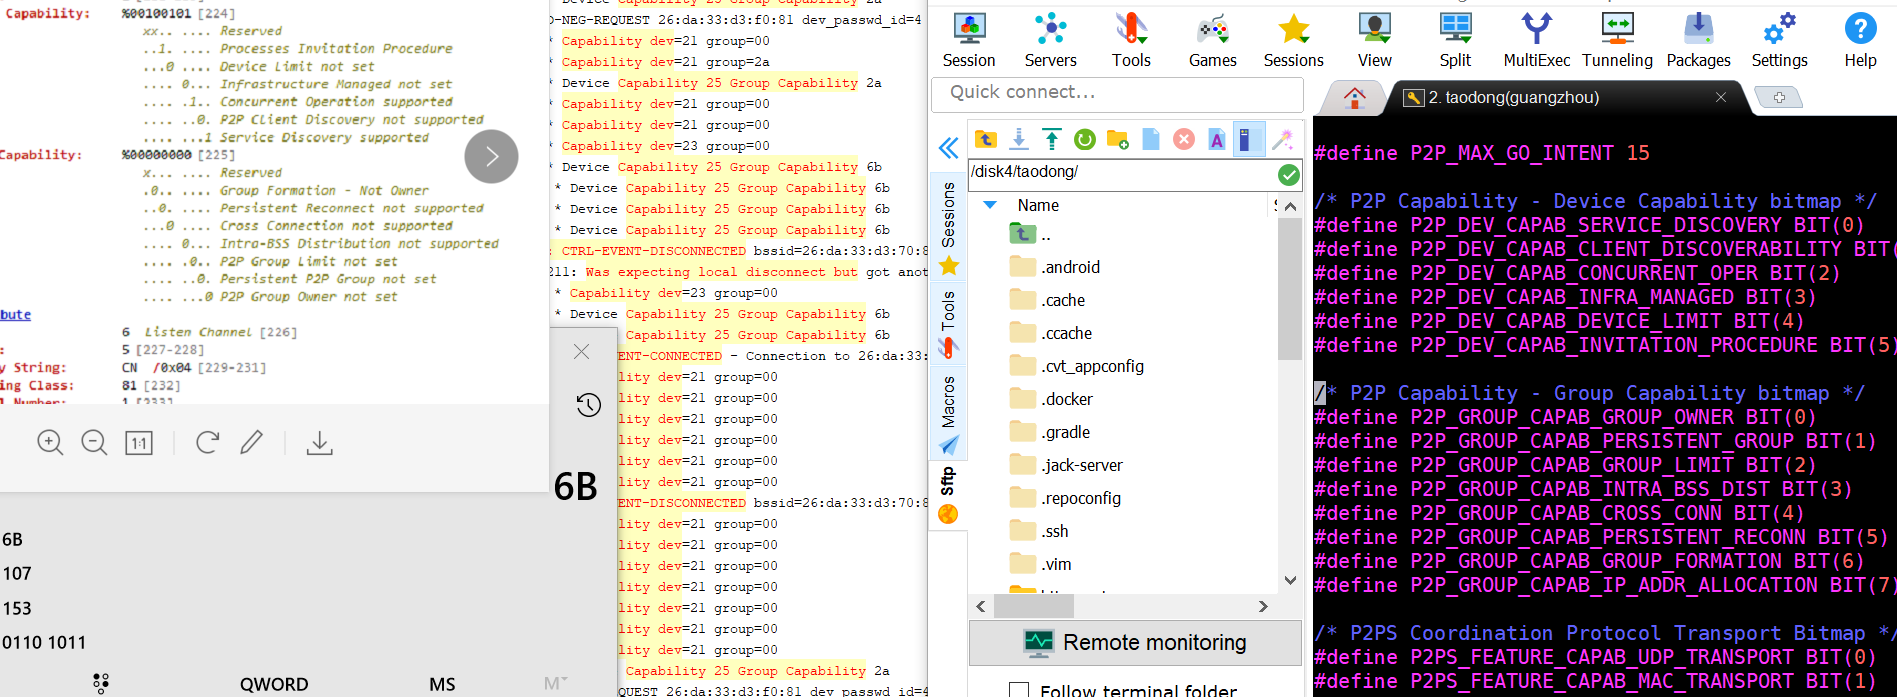 Capability: %00100101 [224]
xx.. .... Reserved
..1. .... Processes Invitation Procedure
...0 .... Device Limit not set
.... 0... Infrastructure Managed not set
.... .1.. Concurrent Operation supported
.... ..0. P2P Client Discovery not supported
.... ...1 Service Discovery supported
Capability: %00000000 [225]
x... .... Reserved
.0.. .... Group Formation - Not Owner
..0. .... Persistent Reconnect not supported
...0 .... Cross Connection not supported
.... 0... Intra-BSS Distribution not supported
.... .0.. P2P Group Limit not set
.... ..0. Persistent P2P Group not set
.... ...0 P2P Group Owner not set
bute
6 Listen Channel [226]
: 5 [227-228]
y String: CN /0x04 [229-231]
ing Class: 81 [232]
1:1
6B
6B
107
153
0110 1011
QWORD
MS
M
O-NEG-REQUEST 26:da:33:d3:f0:81 dev_passwd_id=4
* Capability dev=21 group=00
* Capability dev=21 group=2a
* Device Capability 25 Group Capability 2a
* Capability dev=21 group=00
* Capability dev=21 group=00
* Capability dev=23 group=00
* Device Capability 25 Group Capability 6b
* Device Capability 25 Group Capability 6b
* Device Capability 25 Group Capability 6b
* Device Capability 25 Group Capability 6b
: CTRL-EVENT-DISCONNECTED bssid=26:da:33:d3:70:8
211: Was expecting local disconnect but got anot
* Capability dev=23 group=00
* Device Capability 25 Group Capability 6b
Capability 25 Group Capability 6b
ENT-CONNECTED - Connection to 26:da:33:
lity dev=21 group=00
lity dev=21 group=00
lity dev=21 group=00
lity dev=21 group=00
lity dev=21 group=00
lity dev=21 group=00
ENT-DISCONNECTED bssid=26:da:33:d3:70:8
lity dev=21 group=00
lity dev=21 group=00
lity dev=21 group=00
lity dev=21 group=00
lity dev=21 group=00
lity dev=21 group=00
lity dev=21 group=00
Capability 25 Group Capability 2a
QUEST 26:da:33:d3:f0:81 dev_passwd_id=4
Session
Servers
Tools
Games
Sessions
View
Split
MultiExec
Tunneling
Packages
Settings
Help
Quick connect...
2. taodong(guangzhou)
/disk4/taodong/
Sessions
Tools
Macros
Sftp
Name
..
.android
.cache
.ccache
.cvt_appconfig
.docker
.gradle
.jack-server
.repoconfig
.ssh
.vim
Remote monitoring
Follow terminal folder
#define P2P_MAX_GO_INTENT 15
/* P2P Capability - Device Capability bitmap */
#define P2P_DEV_CAPAB_SERVICE_DISCOVERY BIT(0)
#define P2P_DEV_CAPAB_CLIENT_DISCOVERABILITY BIT(
#define P2P_DEV_CAPAB_CONCURRENT_OPER BIT(2)
#define P2P_DEV_CAPAB_INFRA_MANAGED BIT(3)
#define P2P_DEV_CAPAB_DEVICE_LIMIT BIT(4)
#define P2P_DEV_CAPAB_INVITATION_PROCEDURE BIT(5)
/* P2P Capability - Group Capability bitmap */
#define P2P_GROUP_CAPAB_GROUP_OWNER BIT(0)
#define P2P_GROUP_CAPAB_PERSISTENT_GROUP BIT(1)
#define P2P_GROUP_CAPAB_GROUP_LIMIT BIT(2)
#define P2P_GROUP_CAPAB_INTRA_BSS_DIST BIT(3)
#define P2P_GROUP_CAPAB_CROSS_CONN BIT(4)
#define P2P_GROUP_CAPAB_PERSISTENT_RECONN BIT(5)
#define P2P_GROUP_CAPAB_GROUP_FORMATION BIT(6)
#define P2P_GROUP_CAPAB_IP_ADDR_ALLOCATION BIT(7)
/* P2PS Coordination Protocol Transport Bitmap */
#define P2PS_FEATURE_CAPAB_UDP_TRANSPORT BIT(0)
#define P2PS_FEATURE_CAPAB_MAC_TRANSPORT BIT(1)